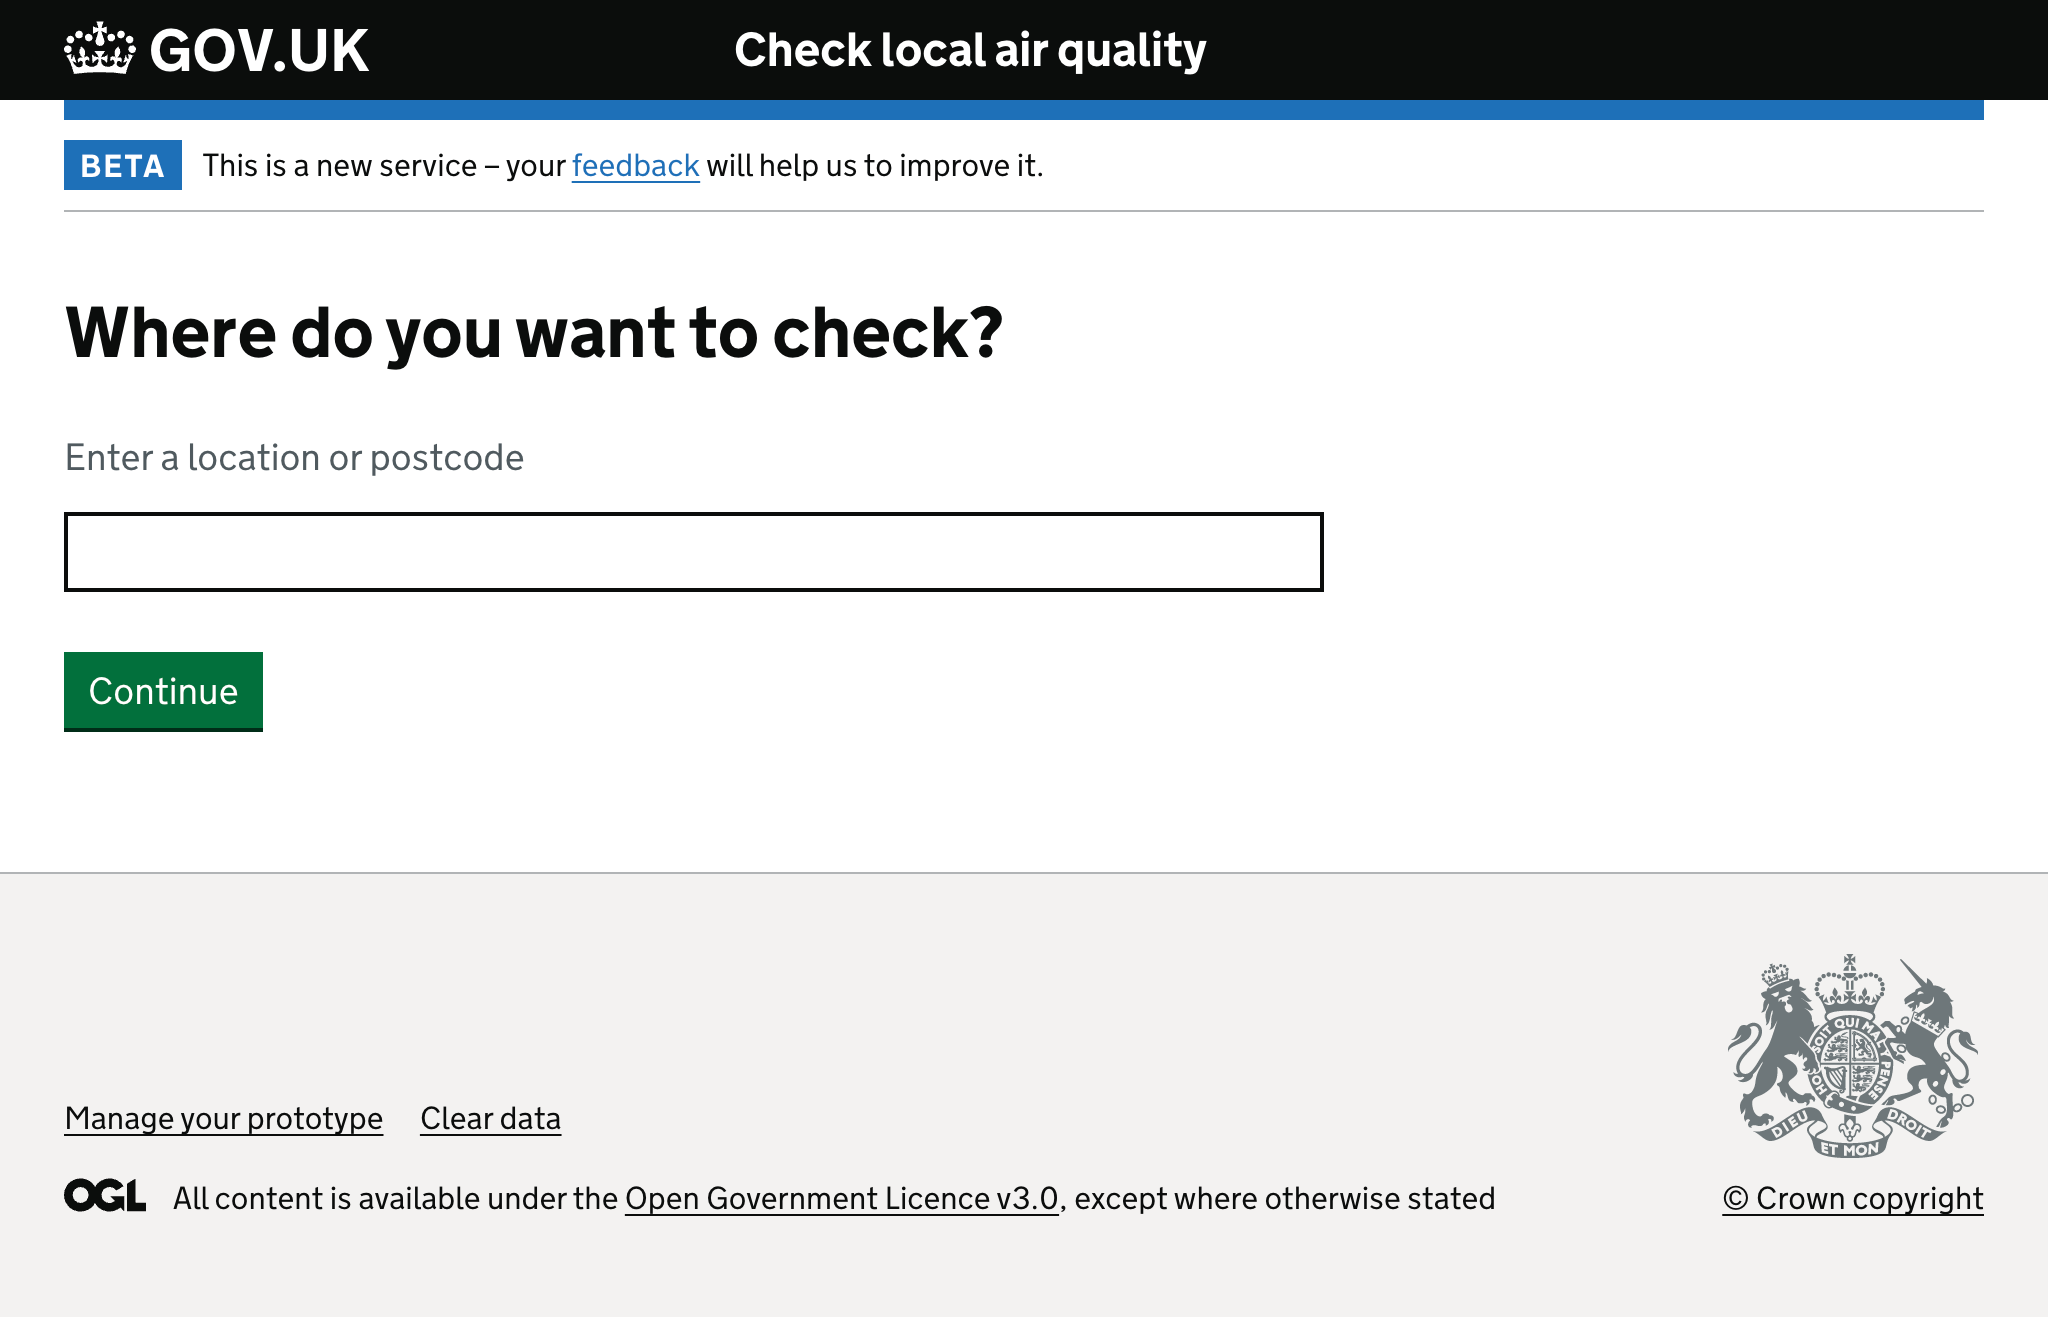 GOV.UK
Check local air quality
BETA This is a new service – your feedback will help us to improve it.
Where do you want to check?
Enter a location or postcode
Continue
SOIT QUI MAL Y PENSE
DIEU ET MON DROIT
Manage your prototype Clear data
OGL All content is available under the Open Government Licence v3.0, except where otherwise stated
© Crown copyright